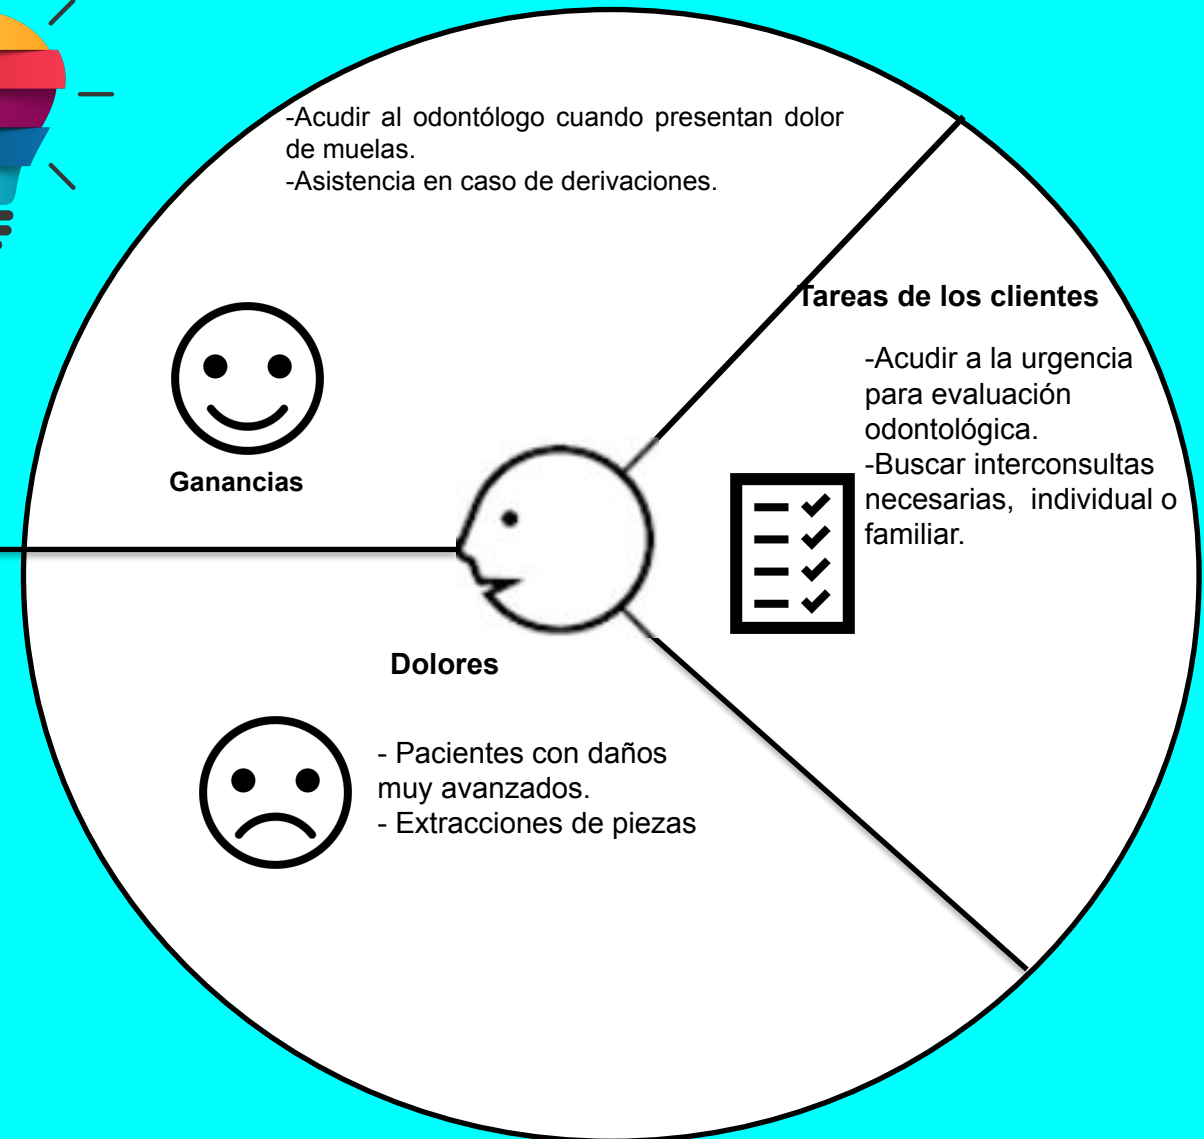 -Acudir al odontólogo cuando presentan dolor
de muelas.
-Asistencia en caso de derivaciones.
Ganancias
Tareas de los clientes
-Acudir a la urgencia
para evaluación
odontológica.
-Buscar interconsultas
necesarias, individual o
familiar.
Dolores
- Pacientes con daños
muy avanzados.
- Extracciones de piezas